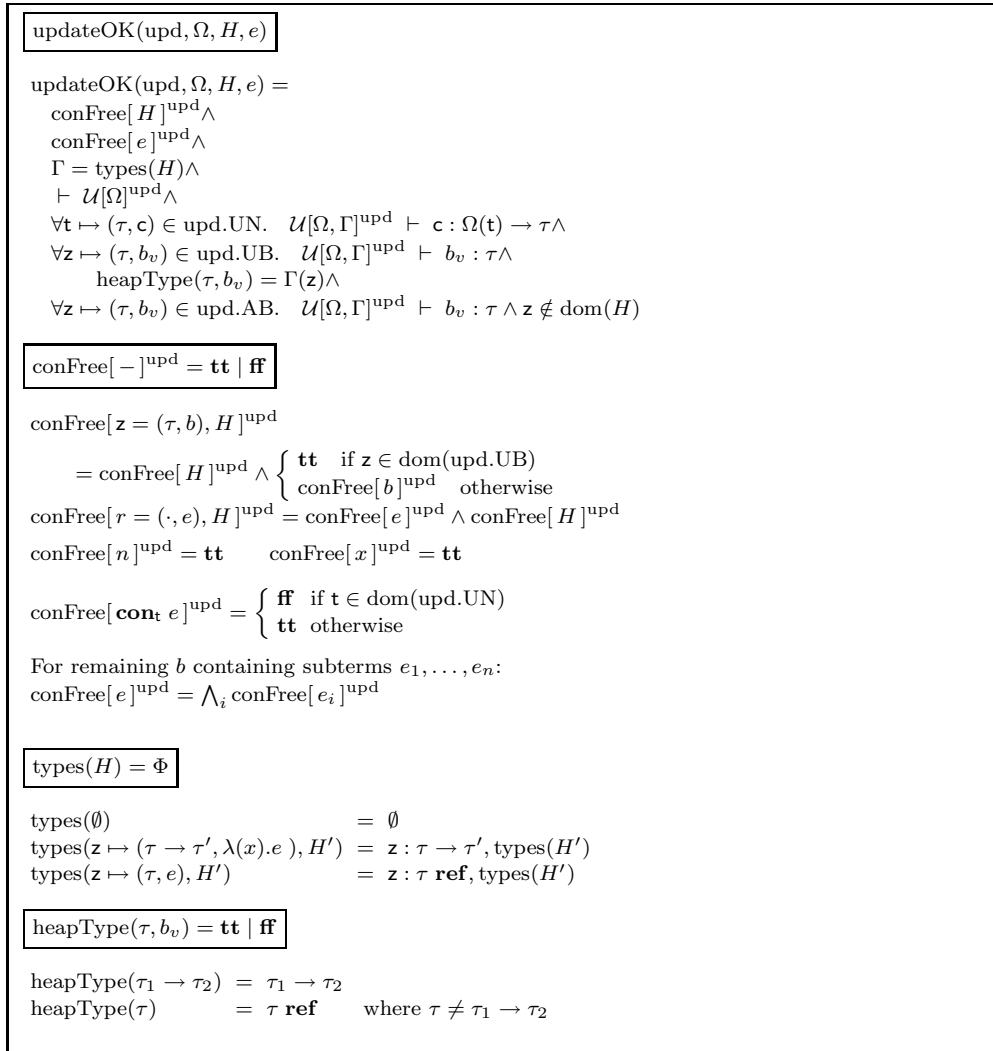 updateOK(upd, Ω, H, e)
updateOK(upd, Ω, H, e) =
conFree[ H ]^upd ∧
conFree[ e ]^upd ∧
Γ = types(H)∧
⊢ 𝒰[Ω]^upd ∧
∀t ↦ (τ, c) ∈ upd.UN. 𝒰[Ω, Γ]^upd ⊢ c : Ω(t) → τ∧
∀z ↦ (τ, b_v) ∈ upd.UB. 𝒰[Ω, Γ]^upd ⊢ b_v : τ∧
heapType(τ, b_v) = Γ(z)∧
∀z ↦ (τ, b_v) ∈ upd.AB. 𝒰[Ω, Γ]^upd ⊢ b_v : τ ∧ z ∉ dom(H)
conFree[ − ]^upd = tt | ff
conFree[ z = (τ, b), H ]^upd
= conFree[ H ]^upd ∧ { tt if z ∈ dom(upd.UB)
conFree[ b ]^upd otherwise
conFree[ r = (·, e), H ]^upd = conFree[ e ]^upd ∧ conFree[ H ]^upd
conFree[ n ]^upd = tt conFree[ x ]^upd = tt
conFree[ con_t e ]^upd = { ff if t ∈ dom(upd.UN)
tt otherwise
For remaining b containing subterms e_1, . . . , e_n:
conFree[ e ]^upd = ⋀_i conFree[ e_i ]^upd
types(H) = Φ
types(∅) = ∅
types(z ↦ (τ → τ′, λ(x).e ), H′) = z : τ → τ′, types(H′)
types(z ↦ (τ, e), H′) = z : τ ref, types(H′)
heapType(τ, b_v) = tt | ff
heapType(τ_1 → τ_2) = τ_1 → τ_2
heapType(τ) = τ ref where τ ≠ τ_1 → τ_2